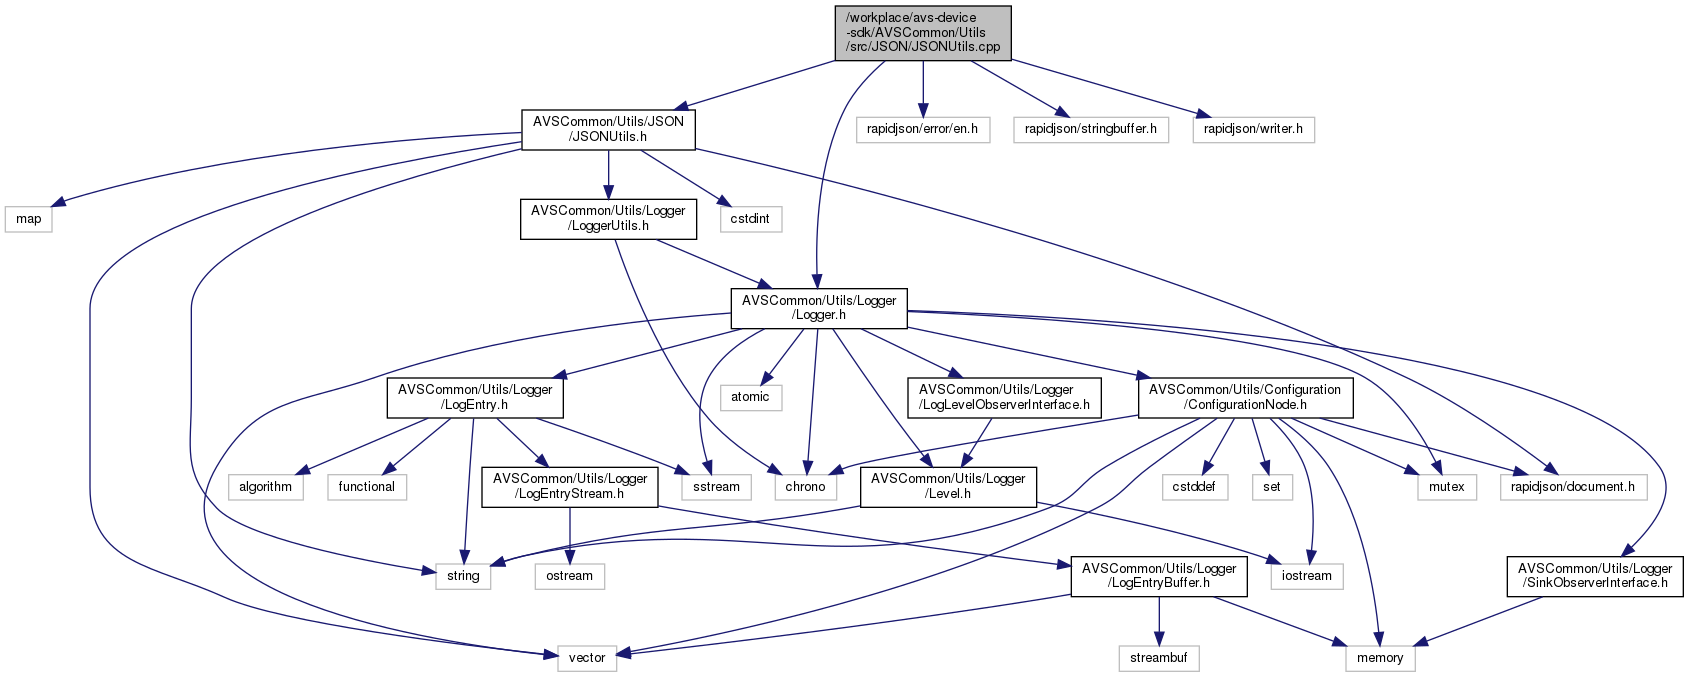 /workplace/avs-device
-sdk/AVSCommon/Utils
/src/JSON/JSONUtils.cpp
AVSCommon/Utils/JSON
/JSONUtils.h
rapidjson/error/en.h
rapidjson/stringbuffer.h
rapidjson/writer.h
map
AVSCommon/Utils/Logger
/LoggerUtils.h
cstdint
AVSCommon/Utils/Logger
/Logger.h
AVSCommon/Utils/Logger
/LogEntry.h
atomic
AVSCommon/Utils/Logger
/LogLevelObserverInterface.h
AVSCommon/Utils/Configuration
/ConfigurationNode.h
algorithm
functional
AVSCommon/Utils/Logger
/LogEntryStream.h
sstream
chrono
AVSCommon/Utils/Logger
/Level.h
cstddef
set
mutex
rapidjson/document.h
string
ostream
AVSCommon/Utils/Logger
/LogEntryBuffer.h
iostream
AVSCommon/Utils/Logger
/SinkObserverInterface.h
vector
streambuf
memory